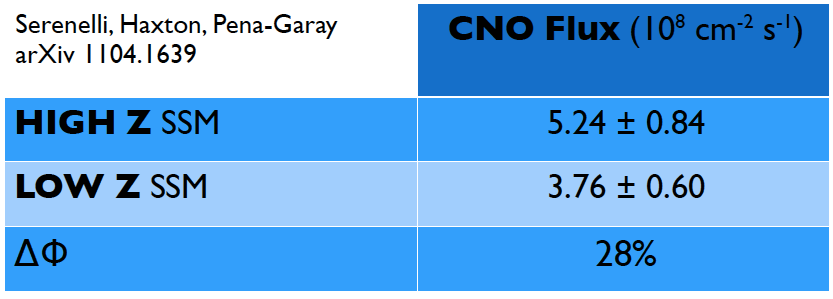 Serenelli, Haxton, Pena-Garay
arXiv 1104.1639
CNO Flux (10⁸ cm⁻² s⁻¹)
HIGH Z SSM
5.24 ± 0.84
LOW Z SSM
3.76 ± 0.60
ΔΦ
28%